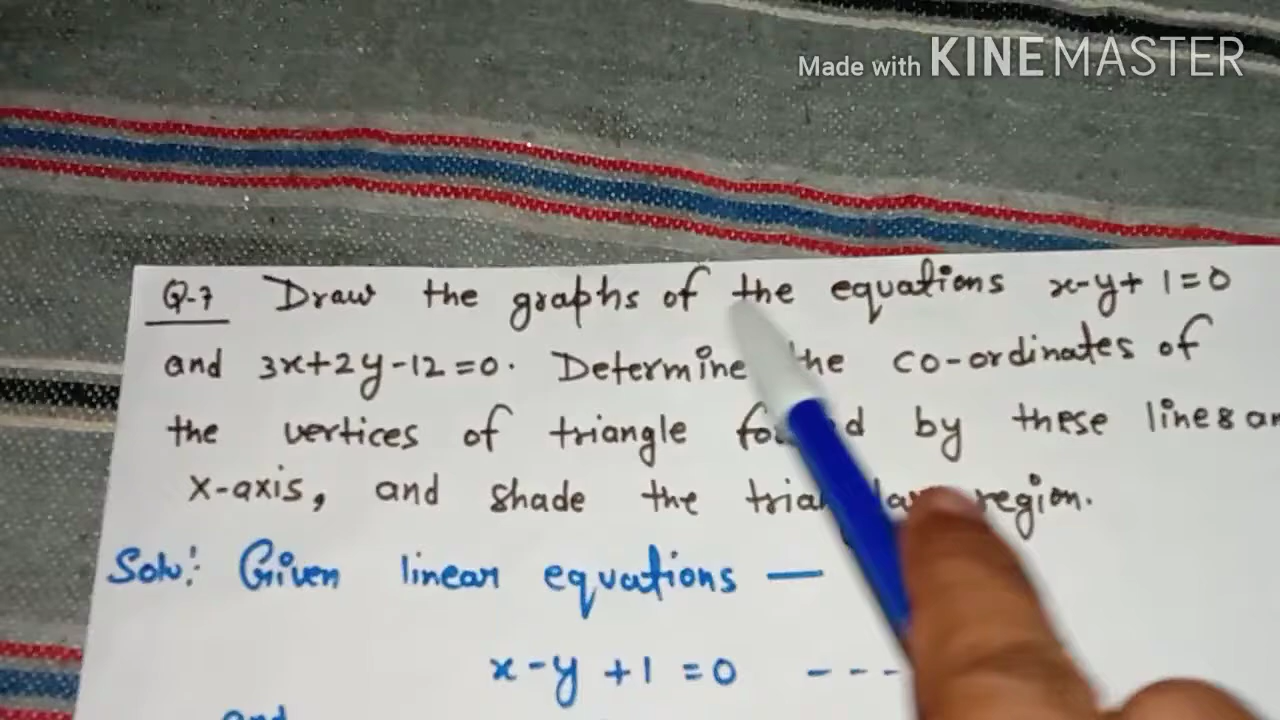 Made with KINEMASTER
Q-7 Draw the graphs of the equations x-y+1=0
and 3x+2y-12=0. Determine the co-ordinates of
the vertices of triangle by these lines
X-axis, and shade the region.
Soln: Given linear equations —
x-y+1=0 ---
and